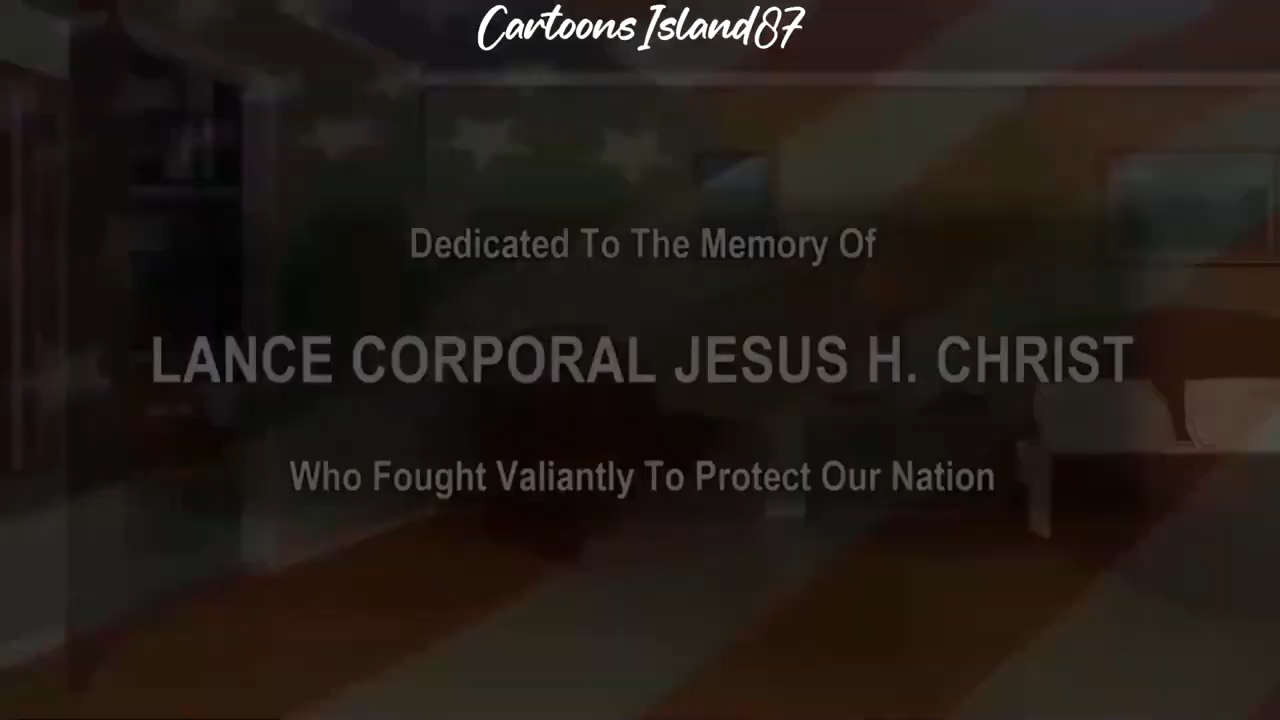 Cartoons Island87
Dedicated To The Memory Of
LANCE CORPORAL JESUS H. CHRIST
Who Fought Valiantly To Protect Our Nation